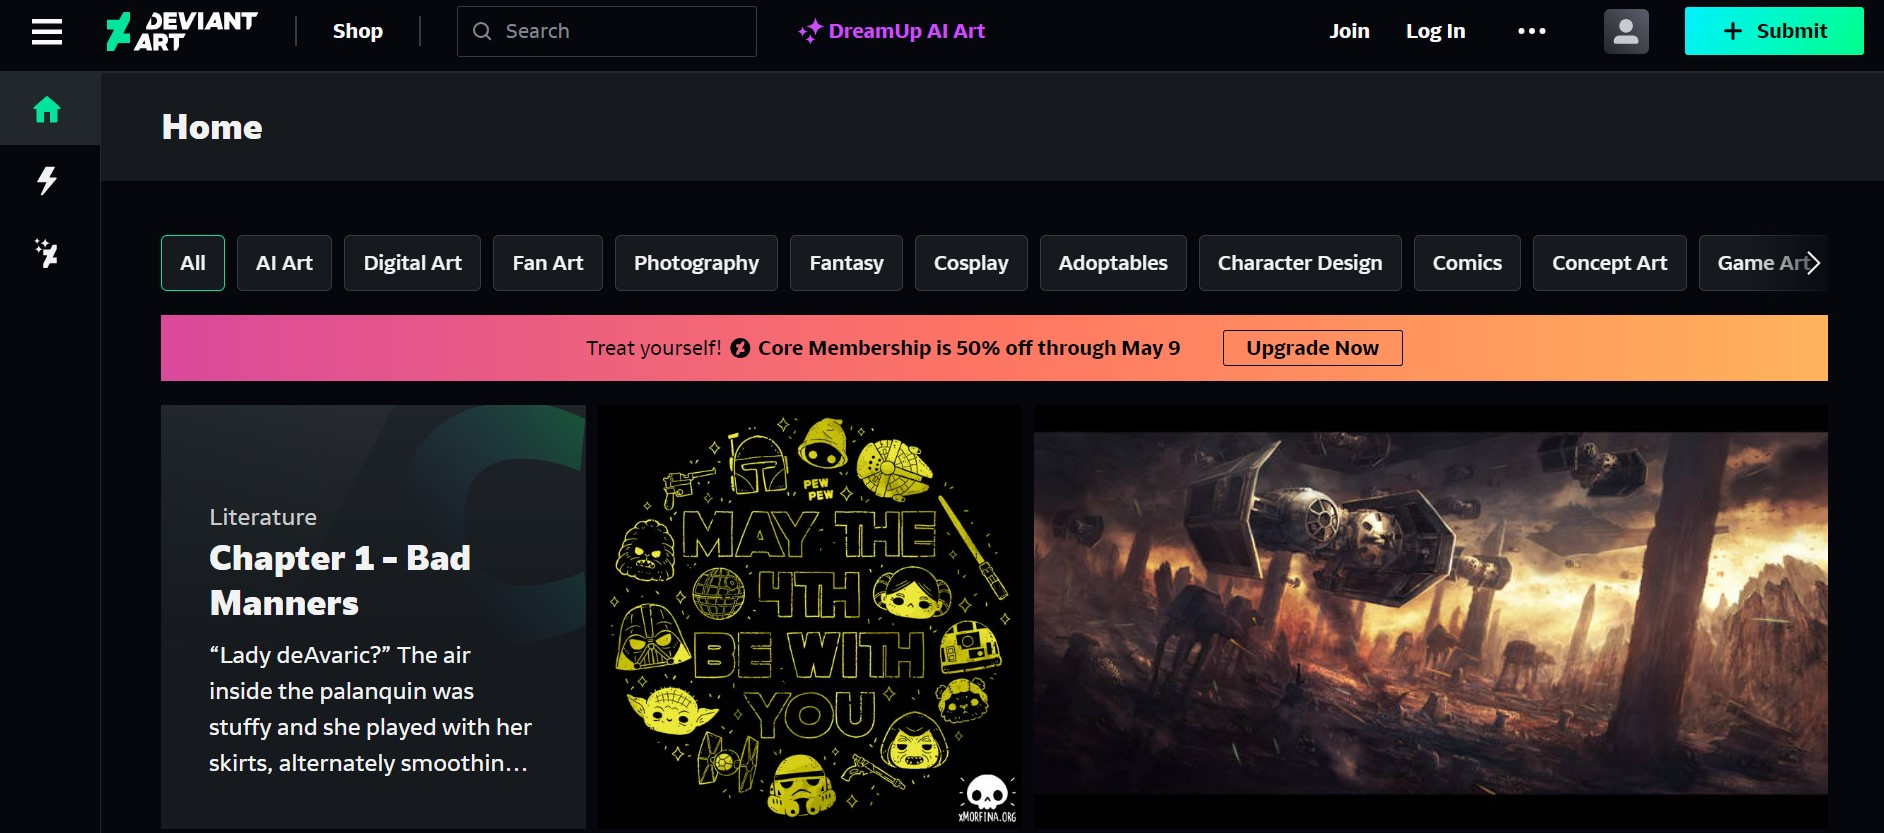 DEVIANT
ART
Shop
Search
DreamUp AI Art
Join
Log In
Submit
Home
All
AI Art
Digital Art
Fan Art
Photography
Fantasy
Cosplay
Adoptables
Character Design
Comics
Concept Art
Game Art
Treat yourself! Core Membership is 50% off through May 9
Upgrade Now
Literature
Chapter 1 - Bad
Manners
“Lady deAvaric?” The air
inside the palanquin was
stuffy and she played with her
skirts, alternately smoothin...
PEW
PEW
MAY THE
4TH
BE WITH
YOU
xMORFINA.ORG